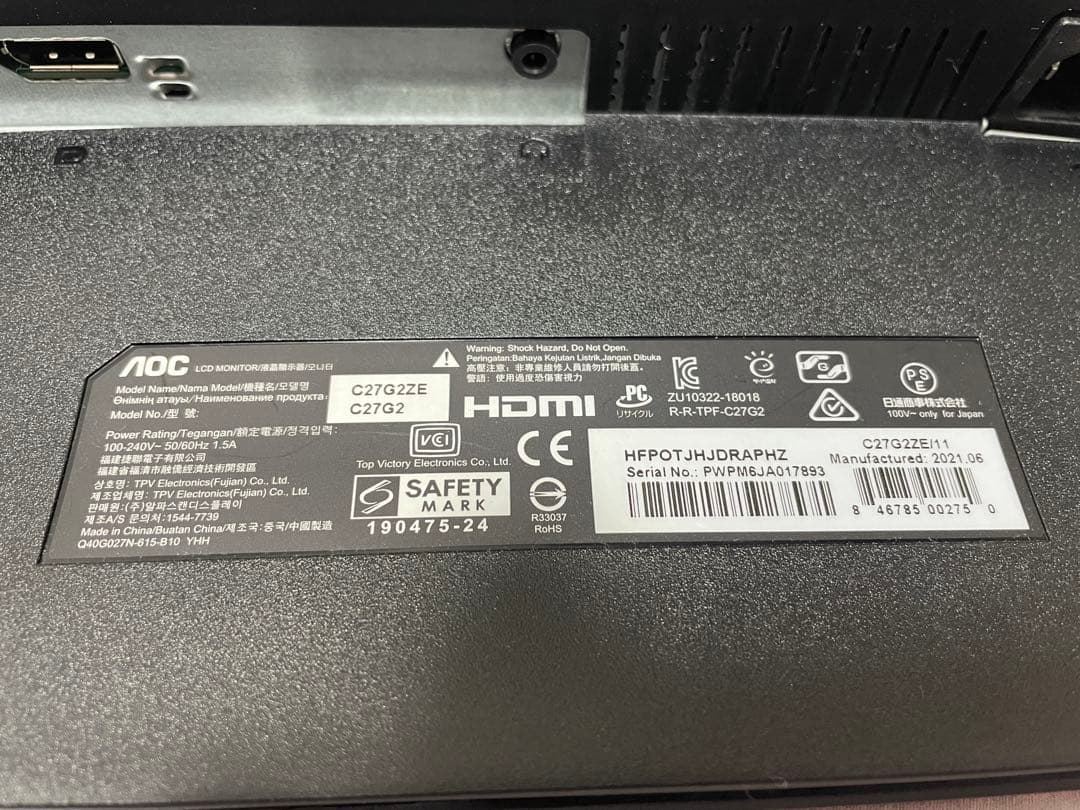 AOC LCD MONITOR/液晶顯示器/모니터
Model Name/Nama Model/機種名/모델명
Өнімнің атауы/Наименование продукта:
Model No./型 號:
C27G2ZE
C27G2
Power Rating/Tegangan/額定電源/정격입력:
100-240V~ 50/60Hz 1.5A
福建捷聯電子有限公司
福建省福清市融僑經濟技術開發區
상호명: TPV Electronics(Fujian) Co., Ltd.
제조업체명: TPV Electronics(Fujian) Co., Ltd.
판매원:(주)알파스캔디스플레이
제조A/S 문의처:1544-7739
Made in China/Buatan China/제조국:중국/中國製造
Q40G027N-615-B10 YHH
Warning: Shock Hazard, Do Not Open.
Peringatan:Bahaya Kejutan Listrik,Jangan Dibuka
高壓注意: 非專業維修人員請勿打開後蓋。
警語: 使用過度恐傷害視力
HDMI
VCI
Top Victory Electronics Co., Ltd.
CE
SAFETY
MARK
190475-24
R33037
RoHS
PC
リサイクル
KC
ZU10322-18018
R-R-TPF-C27G2
G
PS
E
日通商事株式会社
100V~ only for Japan
HFPOTJHJDRAPHZ
Serial No.: PWPM6JA017893
C27G2ZE/11
Manufactured: 2021.06
8 46785 00275 0